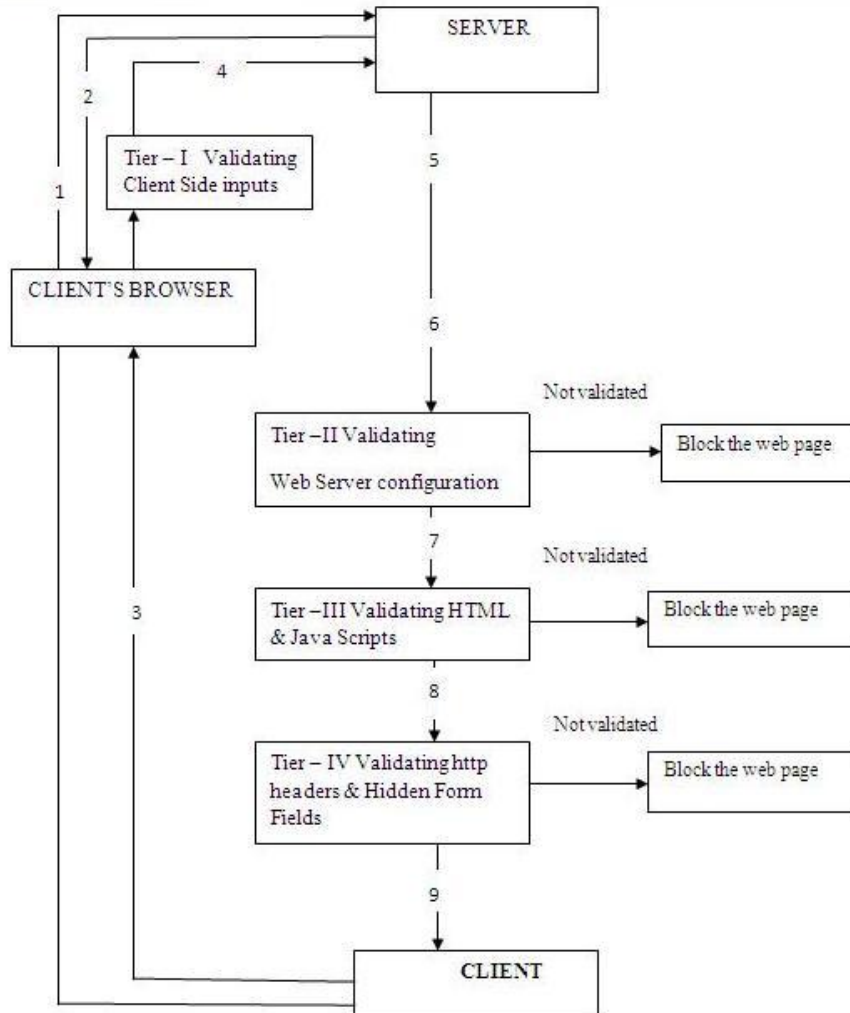 SERVER
4
2
Tier – I Validating
Client Side inputs
5
1
CLIENT'S BROWSER
6
Not validated
Tier –II Validating
Web Server configuration
Block the web page
7
Not validated
3
Tier –III Validating HTML
& Java Scripts
Block the web page
8
Not validated
Tier – IV Validating http
headers & Hidden Form
Fields
Block the web page
9
CLIENT